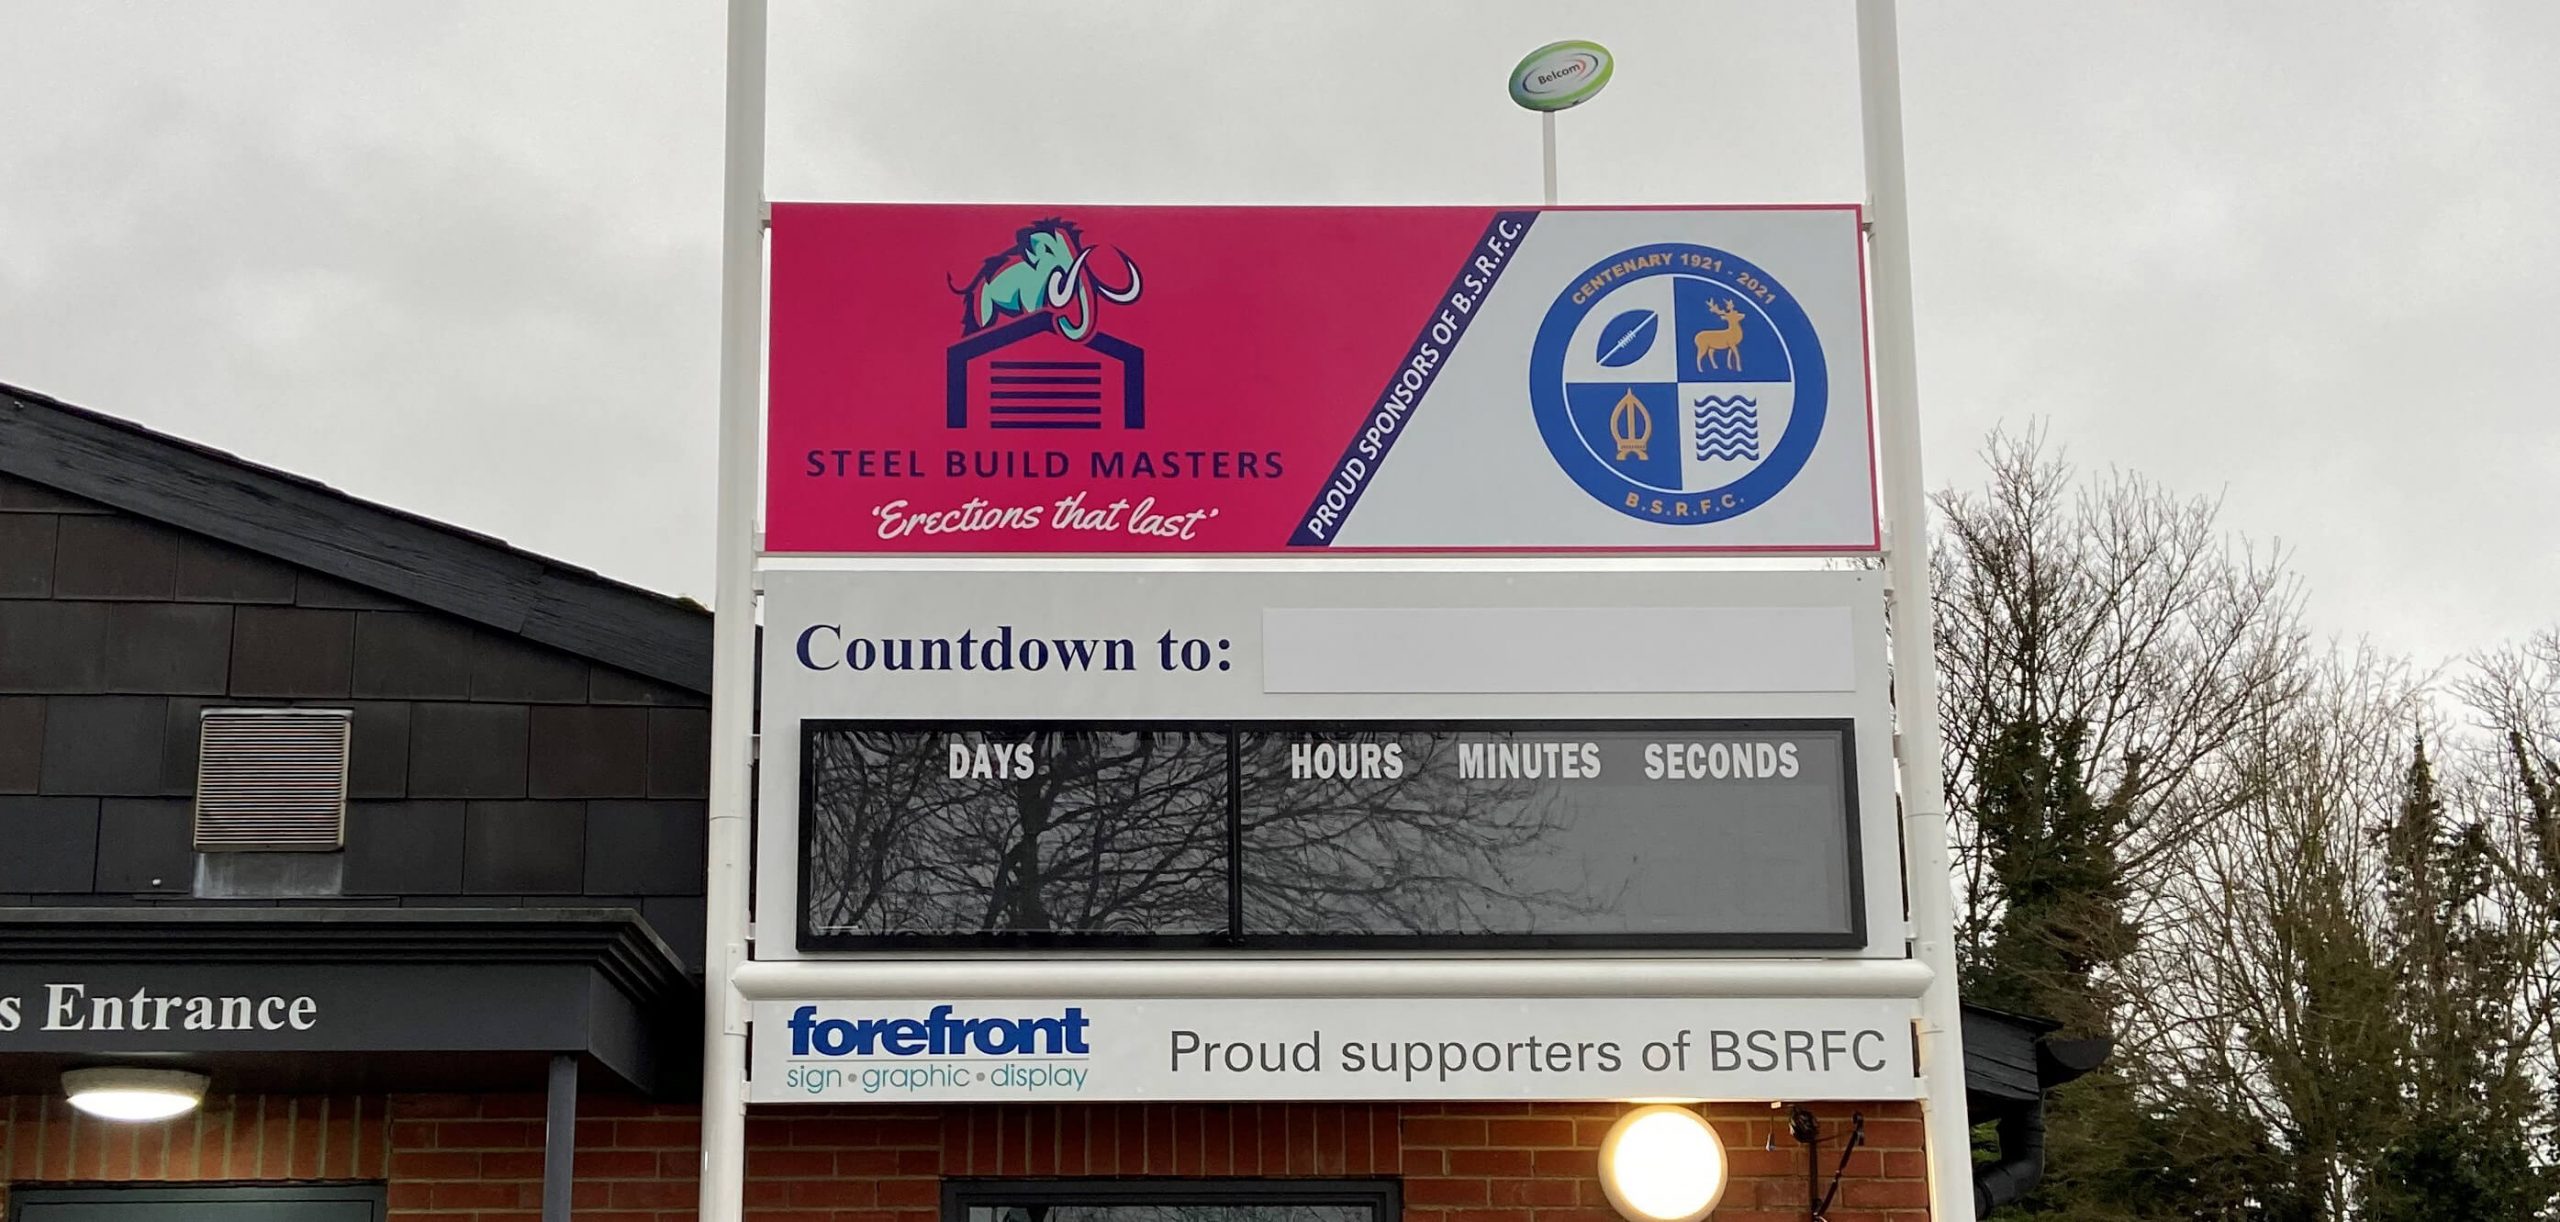 Belcom
STEEL BUILD MASTERS
‘Erections that last’
PROUD SPONSORS OF B.S.R.F.C.
CENTENARY 1921 - 2021
B.S.R.F.C.
Countdown to:
DAYS HOURS MINUTES SECONDS
s Entrance
forefront
sign • graphic • display
Proud supporters of BSRFC